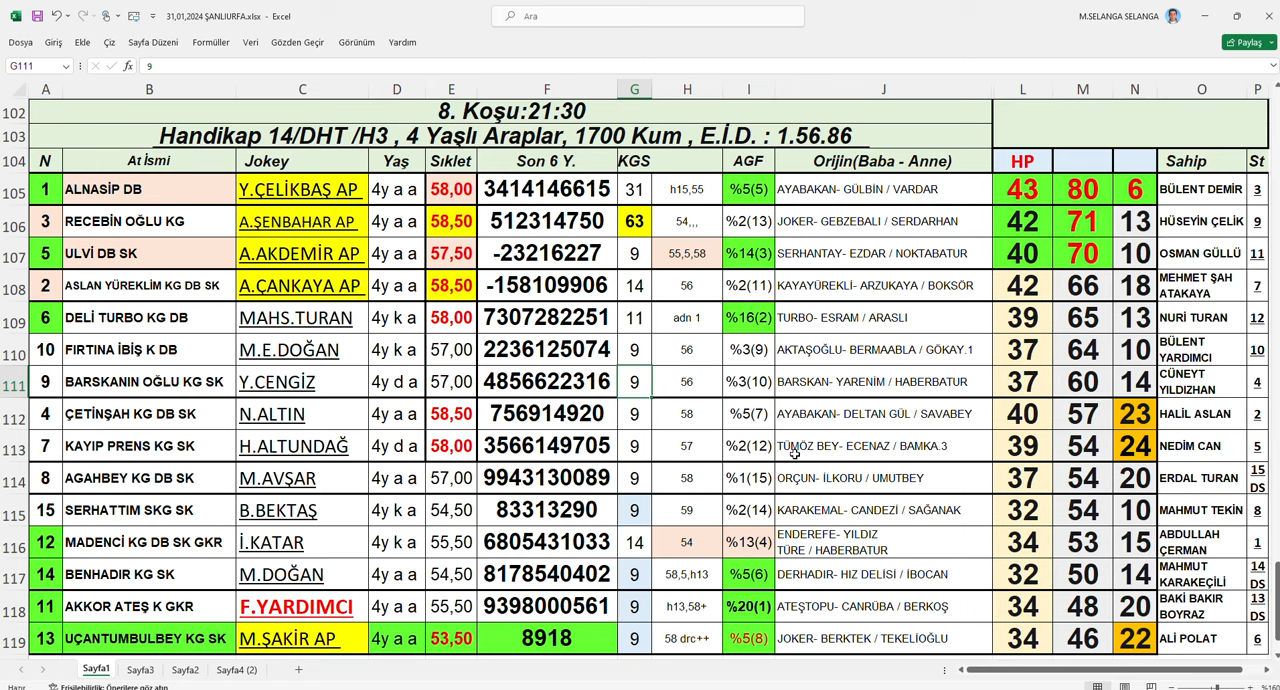 31,01,2024 ŞANLIURFA.xlsx - Excel
Ara
M.SELANGA SELANGA
Dosya Giriş Ekle Çiz Sayfa Düzeni Formüller Veri Gözden Geçir Görünüm Yardım
Paylaş
G111 fx 9
A B C D E F G H I J L M N O P
102 8. Koşu:21:30
103 Handikap 14/DHT /H3 , 4 Yaşlı Araplar, 1700 Kum , E.İ.D. : 1.56.86
104 N At İsmi Jokey Yaş Sıklet Son 6 Y. KGS AGF Orijin(Baba - Anne) HP Sahip St
105 1 ALNASİP DB Y.ÇELİKBAŞ AP 4y a a 58,00 3414146615 31 h15,55 %5(5) AYABAKAN- GÜLBİN / VARDAR 43 80 6 BÜLENT DEMİR 3
106 3 RECEBİN OĞLU KG A.ŞENBAHAR AP 4y a a 58,50 512314750 63 54,,, %2(13) JOKER- GEBZEBALI / SERDARHAN 42 71 13 HÜSEYİN ÇELİK 9
107 5 ULVİ DB SK A.AKDEMİR AP 4y a a 57,50 -23216227 9 55,5,58 %14(3) SERHANTAY- EZDAR / NOKTABATUR 40 70 10 OSMAN GÜLLÜ 11
108 2 ASLAN YÜREKLİM KG DB SK A.ÇANKAYA AP 4y a a 58,50 -158109906 14 56 %2(11) KAYAYÜREKLİ- ARZUKAYA / BOKSÖR 42 66 18 MEHMET ŞAH ATAKAYA 7
109 6 DELİ TURBO KG DB MAHS.TURAN 4y k a 58,00 7307282251 11 adn 1 %16(2) TURBO- ESRAM / ARASLI 39 65 13 NURİ TURAN 12
110 10 FIRTINA İBİŞ K DB M.E.DOĞAN 4y k a 57,00 2236125074 9 56 %3(9) AKTAŞOĞLU- BERMAABLA / GÖKAY.1 37 64 10 BÜLENT YARDIMCI 10
111 9 BARSKANIN OĞLU KG SK Y.CENGİZ 4y d a 57,00 4856622316 9 56 %3(10) BARSKAN- YARENİM / HABERBATUR 37 60 14 CÜNEYT YILDIZHAN 4
112 4 ÇETİNŞAH KG DB SK N.ALTIN 4y a a 58,50 756914920 9 58 %5(7) AYABAKAN- DELTAN GÜL / SAVABEY 40 57 23 HALİL ASLAN 2
113 7 KAYIP PRENS KG SK H.ALTUNDAĞ 4y d a 58,00 3566149705 9 57 %2(12) TÜMÖZ BEY- ECENAZ / BAMKA.3 39 54 24 NEDİM CAN 5
114 8 AGAHBEY KG DB SK M.AVŞAR 4y a a 57,00 9943130089 9 58 %1(15) ORÇUN- İLKORU / UMUTBEY 37 54 20 ERDAL TURAN 15 DS
115 15 SERHATTIM SKG SK B.BEKTAŞ 4y k a 54,50 83313290 9 59 %2(14) KARAKEMAL- CANDEZİ / SAĞANAK 32 54 10 MAHMUT TEKİN 8
116 12 MADENCİ KG DB SK GKR İ.KATAR 4y k a 55,50 6805431033 14 54 %13(4) ENDEREFE- YILDIZ TÜRE / HABERBATUR 34 53 15 ABDULLAH ÇERMAN 1
117 14 BENHADIR KG SK M.DOĞAN 4y a a 54,50 8178540402 9 58,5,h13 %5(6) DERHADIR- HIZ DELİSİ / İBOCAN 32 50 14 MAHMUT KARAKEÇİLİ 14 DS
118 11 AKKOR ATEŞ K GKR F.YARDIMCI 4y a a 55,50 9398000561 9 h13,58+ %20(1) ATEŞTOPU- CANRÜBA / BERKOŞ 34 48 20 BAKİ BAKIR BOYRAZ 13 DS
119 13 UÇANTUMBULBEY KG SK M.ŞAKİR AP 4y a a 53,50 8918 9 58 drc++ %5(8) JOKER- BERKTEK / TEKELİOĞLU 34 46 22 ALİ POLAT 6
Sayfa1 Sayfa3 Sayfa2 Sayfa4 (2)
Hazır Erişilebilirlik: Önerilere göz atın %160